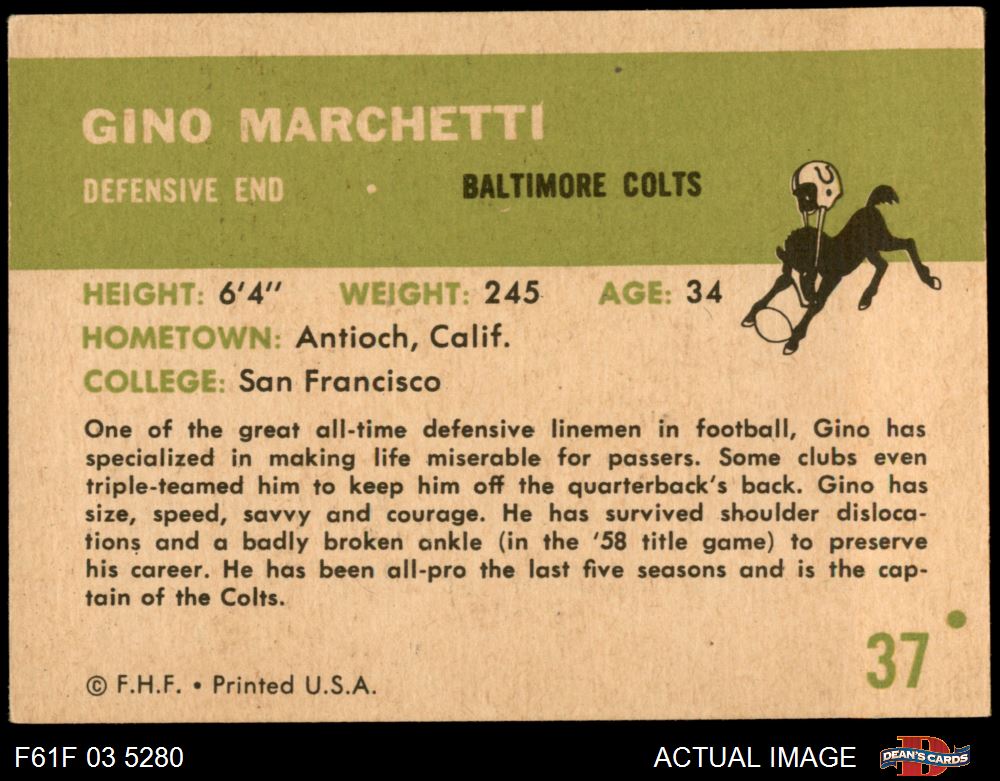 GINO MARCHETTI
DEFENSIVE END • BALTIMORE COLTS
HEIGHT: 6'4" WEIGHT: 245 AGE: 34
HOMETOWN: Antioch, Calif.
COLLEGE: San Francisco
One of the great all-time defensive linemen in football, Gino has
specialized in making life miserable for passers. Some clubs even
triple-teamed him to keep him off the quarterback's back. Gino has
size, speed, savvy and courage. He has survived shoulder disloca-
tions and a badly broken ankle (in the '58 title game) to preserve
his career. He has been all-pro the last five seasons and is the cap-
tain of the Colts.
37
© F.H.F. • Printed U.S.A.
F61F 03 5280 ACTUAL IMAGE DEAN'S CARDS